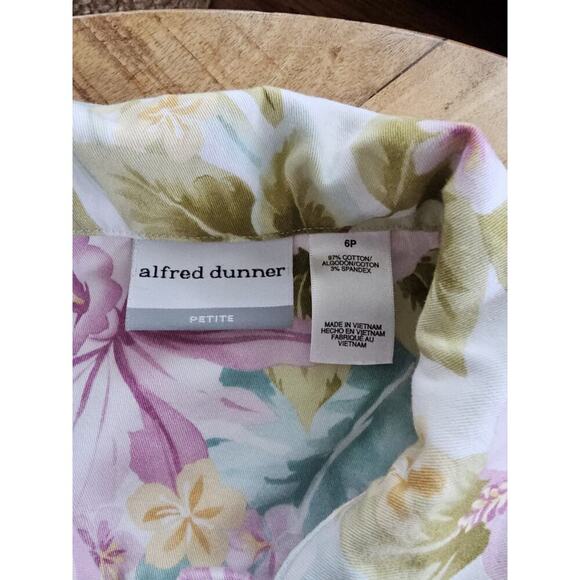 alfred dunner
PETITE
6P
97% COTTON/
ALGODÓN/COTON
3% SPANDEX
MADE IN VIETNAM
HECHO EN VIETNAM
FABRIQUÉ AU
VIETNAM